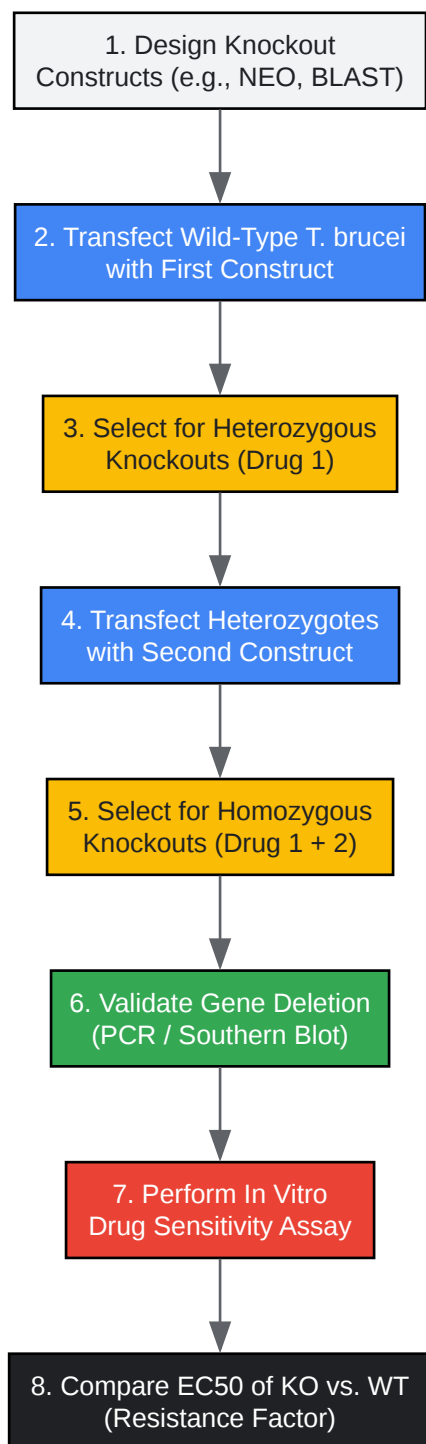 1. Design Knockout
Constructs (e.g., NEO, BLAST)
2. Transfect Wild-Type T. brucei
with First Construct
3. Select for Heterozygous
Knockouts (Drug 1)
4. Transfect Heterozygotes
with Second Construct
5. Select for Homozygous
Knockouts (Drug 1 + 2)
6. Validate Gene Deletion
(PCR / Southern Blot)
7. Perform In Vitro
Drug Sensitivity Assay
8. Compare EC50 of KO vs. WT
(Resistance Factor)